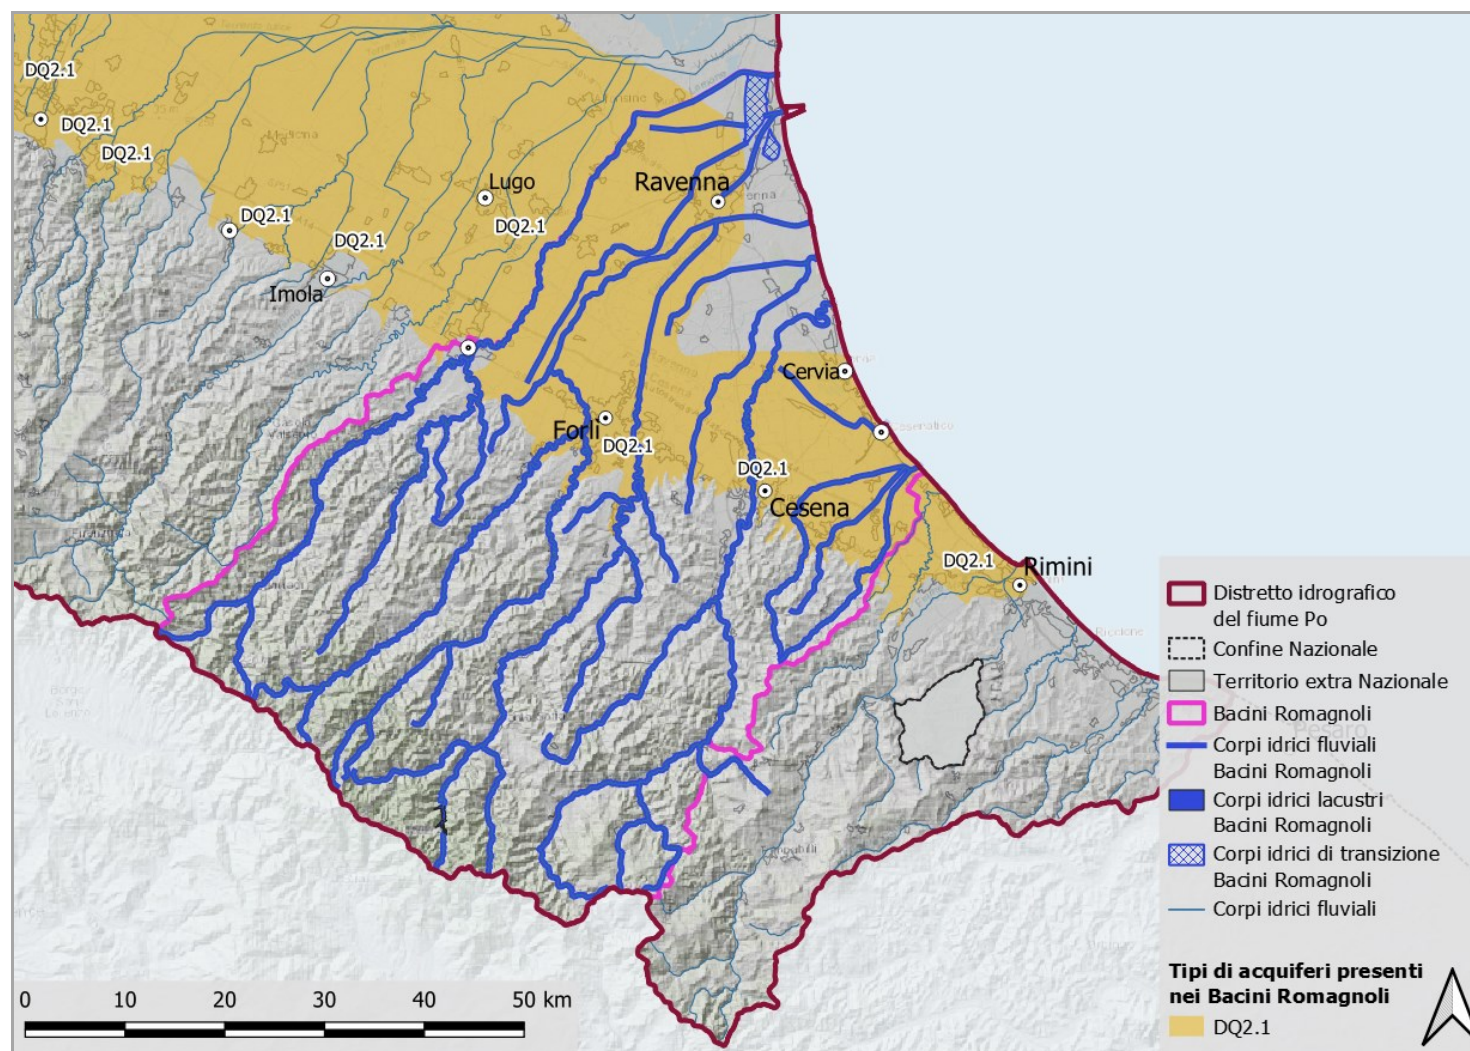 DQ2.1
DQ2.1
DQ2.1
Lugo
Ravenna
DQ2.1
DQ2.1
DQ2.1
Imola
Cervia
Cesenatico
Forlì
DQ2.1
DQ2.1
Cesena
DQ2.1
Rimini
Riccione
Pesaro
Distretto idrografico
del fiume Po
Confine Nazionale
Territorio extra Nazionale
Bacini Romagnoli
Corpi idrici fluviali
Bacini Romagnoli
Corpi idrici lacustri
Bacini Romagnoli
Corpi idrici di transizione
Bacini Romagnoli
Corpi idrici fluviali
Tipi di acquiferi presenti
nei Bacini Romagnoli
DQ2.1
0 10 20 30 40 50 km